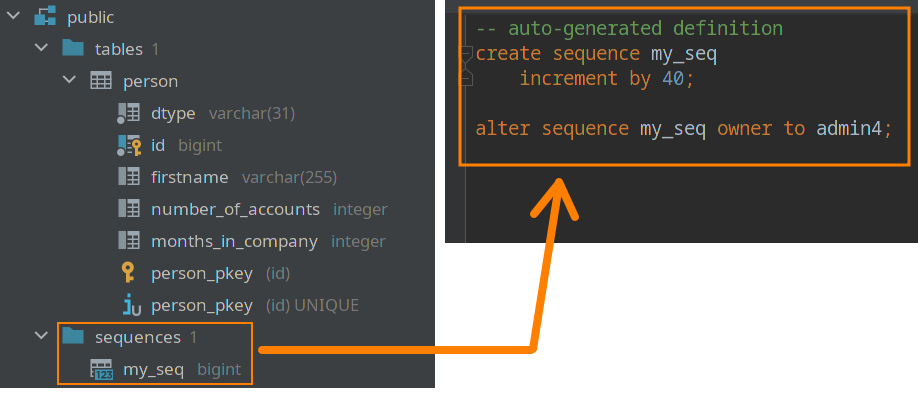 public
tables 1
person
dtype varchar(31)
id bigint
firstname varchar(255)
number_of_accounts integer
months_in_company integer
person_pkey (id)
person_pkey (id) UNIQUE
sequences 1
123 my_seq bigint
-- auto-generated definition
create sequence my_seq
    increment by 40;
alter sequence my_seq owner to admin4;